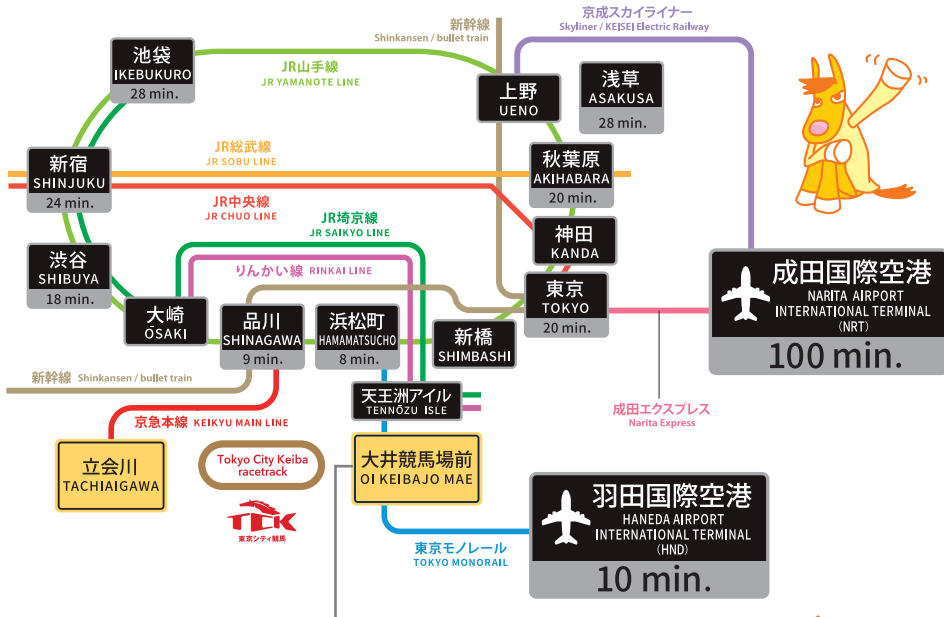 新幹線
Shinkansen / bullet train
京成スカイライナー
Skyliner / KEISEI Electric Railway
池袋
IKEBUKURO
28 min.
JR山手線
JR YAMANOTE LINE
上野
UENO
浅草
ASAKUSA
28 min.
新宿
SHINJUKU
24 min.
JR総武線
JR SOBU LINE
秋葉原
AKIHABARA
20 min.
JR中央線
JR CHUO LINE
JR埼京線
JR SAIKYO LINE
神田
KANDA
渋谷
SHIBUYA
18 min.
りんかい線 RINKAI LINE
東京
TOKYO
20 min.
成田国際空港
NARITA AIRPORT
INTERNATIONAL TERMINAL
(NRT)
100 min.
大崎
ŌSAKI
品川
SHINAGAWA
9 min.
浜松町
HAMAMATSUCHO
8 min.
新橋
SHIMBASHI
新幹線 Shinkansen / bullet train
天王洲アイル
TENNŌZU ISLE
成田エクスプレス
Narita Express
京急本線 KEIKYU MAIN LINE
立会川
TACHIAIGAWA
Tokyo City Keiba
racetrack
大井競馬場前
OI KEIBAJO MAE
TCK
東京シティ競馬
羽田国際空港
HANEDA AIRPORT
INTERNATIONAL TERMINAL
(HND)
10 min.
東京モノレール
TOKYO MONORAIL